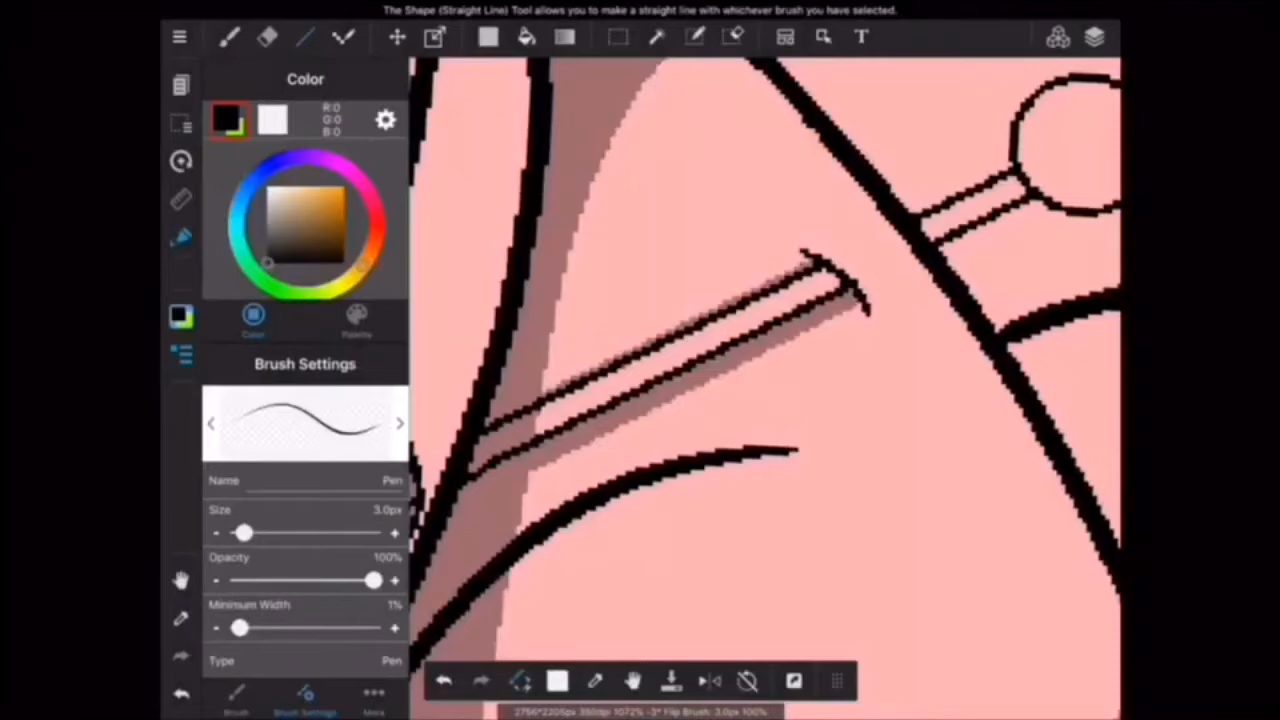 The Shape (Straight Line) Tool allows you to make a straight line with whichever brush you have selected.
T
Color
R:0
G:0
B:0
Color
Palette
Brush Settings
Name Pen
Size 3.0px
- +
Opacity 100%
- +
Minimum Width 1%
- +
Type Pen
Brush Brush Settings More
2756*2205px 350dpi 1072% -3° Flip Brush: 3.0px 100%